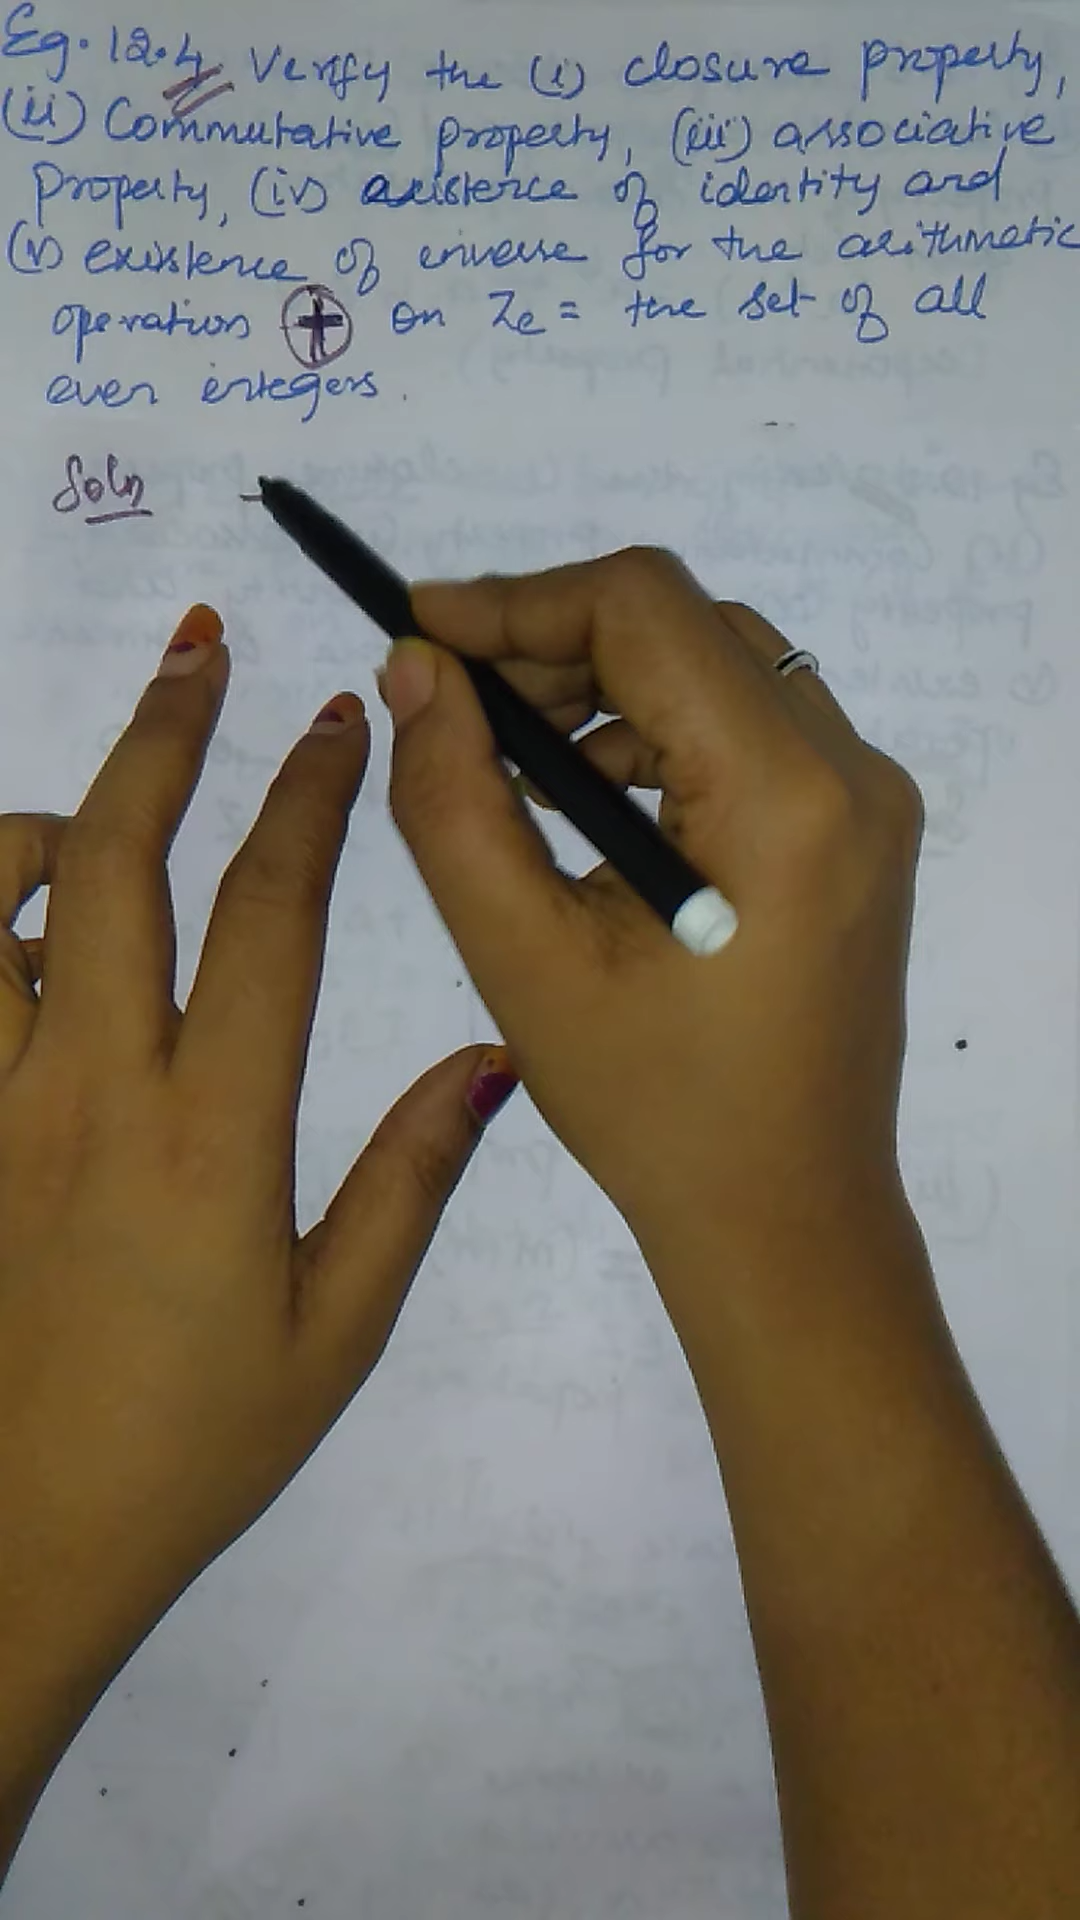 Eg. 12.4 Verify the (i) closure property,
(ii) Commutative property, (iii) associative
Property, (iv) existence of identity and
(v) existence of inverse for the arithmetic
operation + on Ze = the set of all
even integers.
Soln